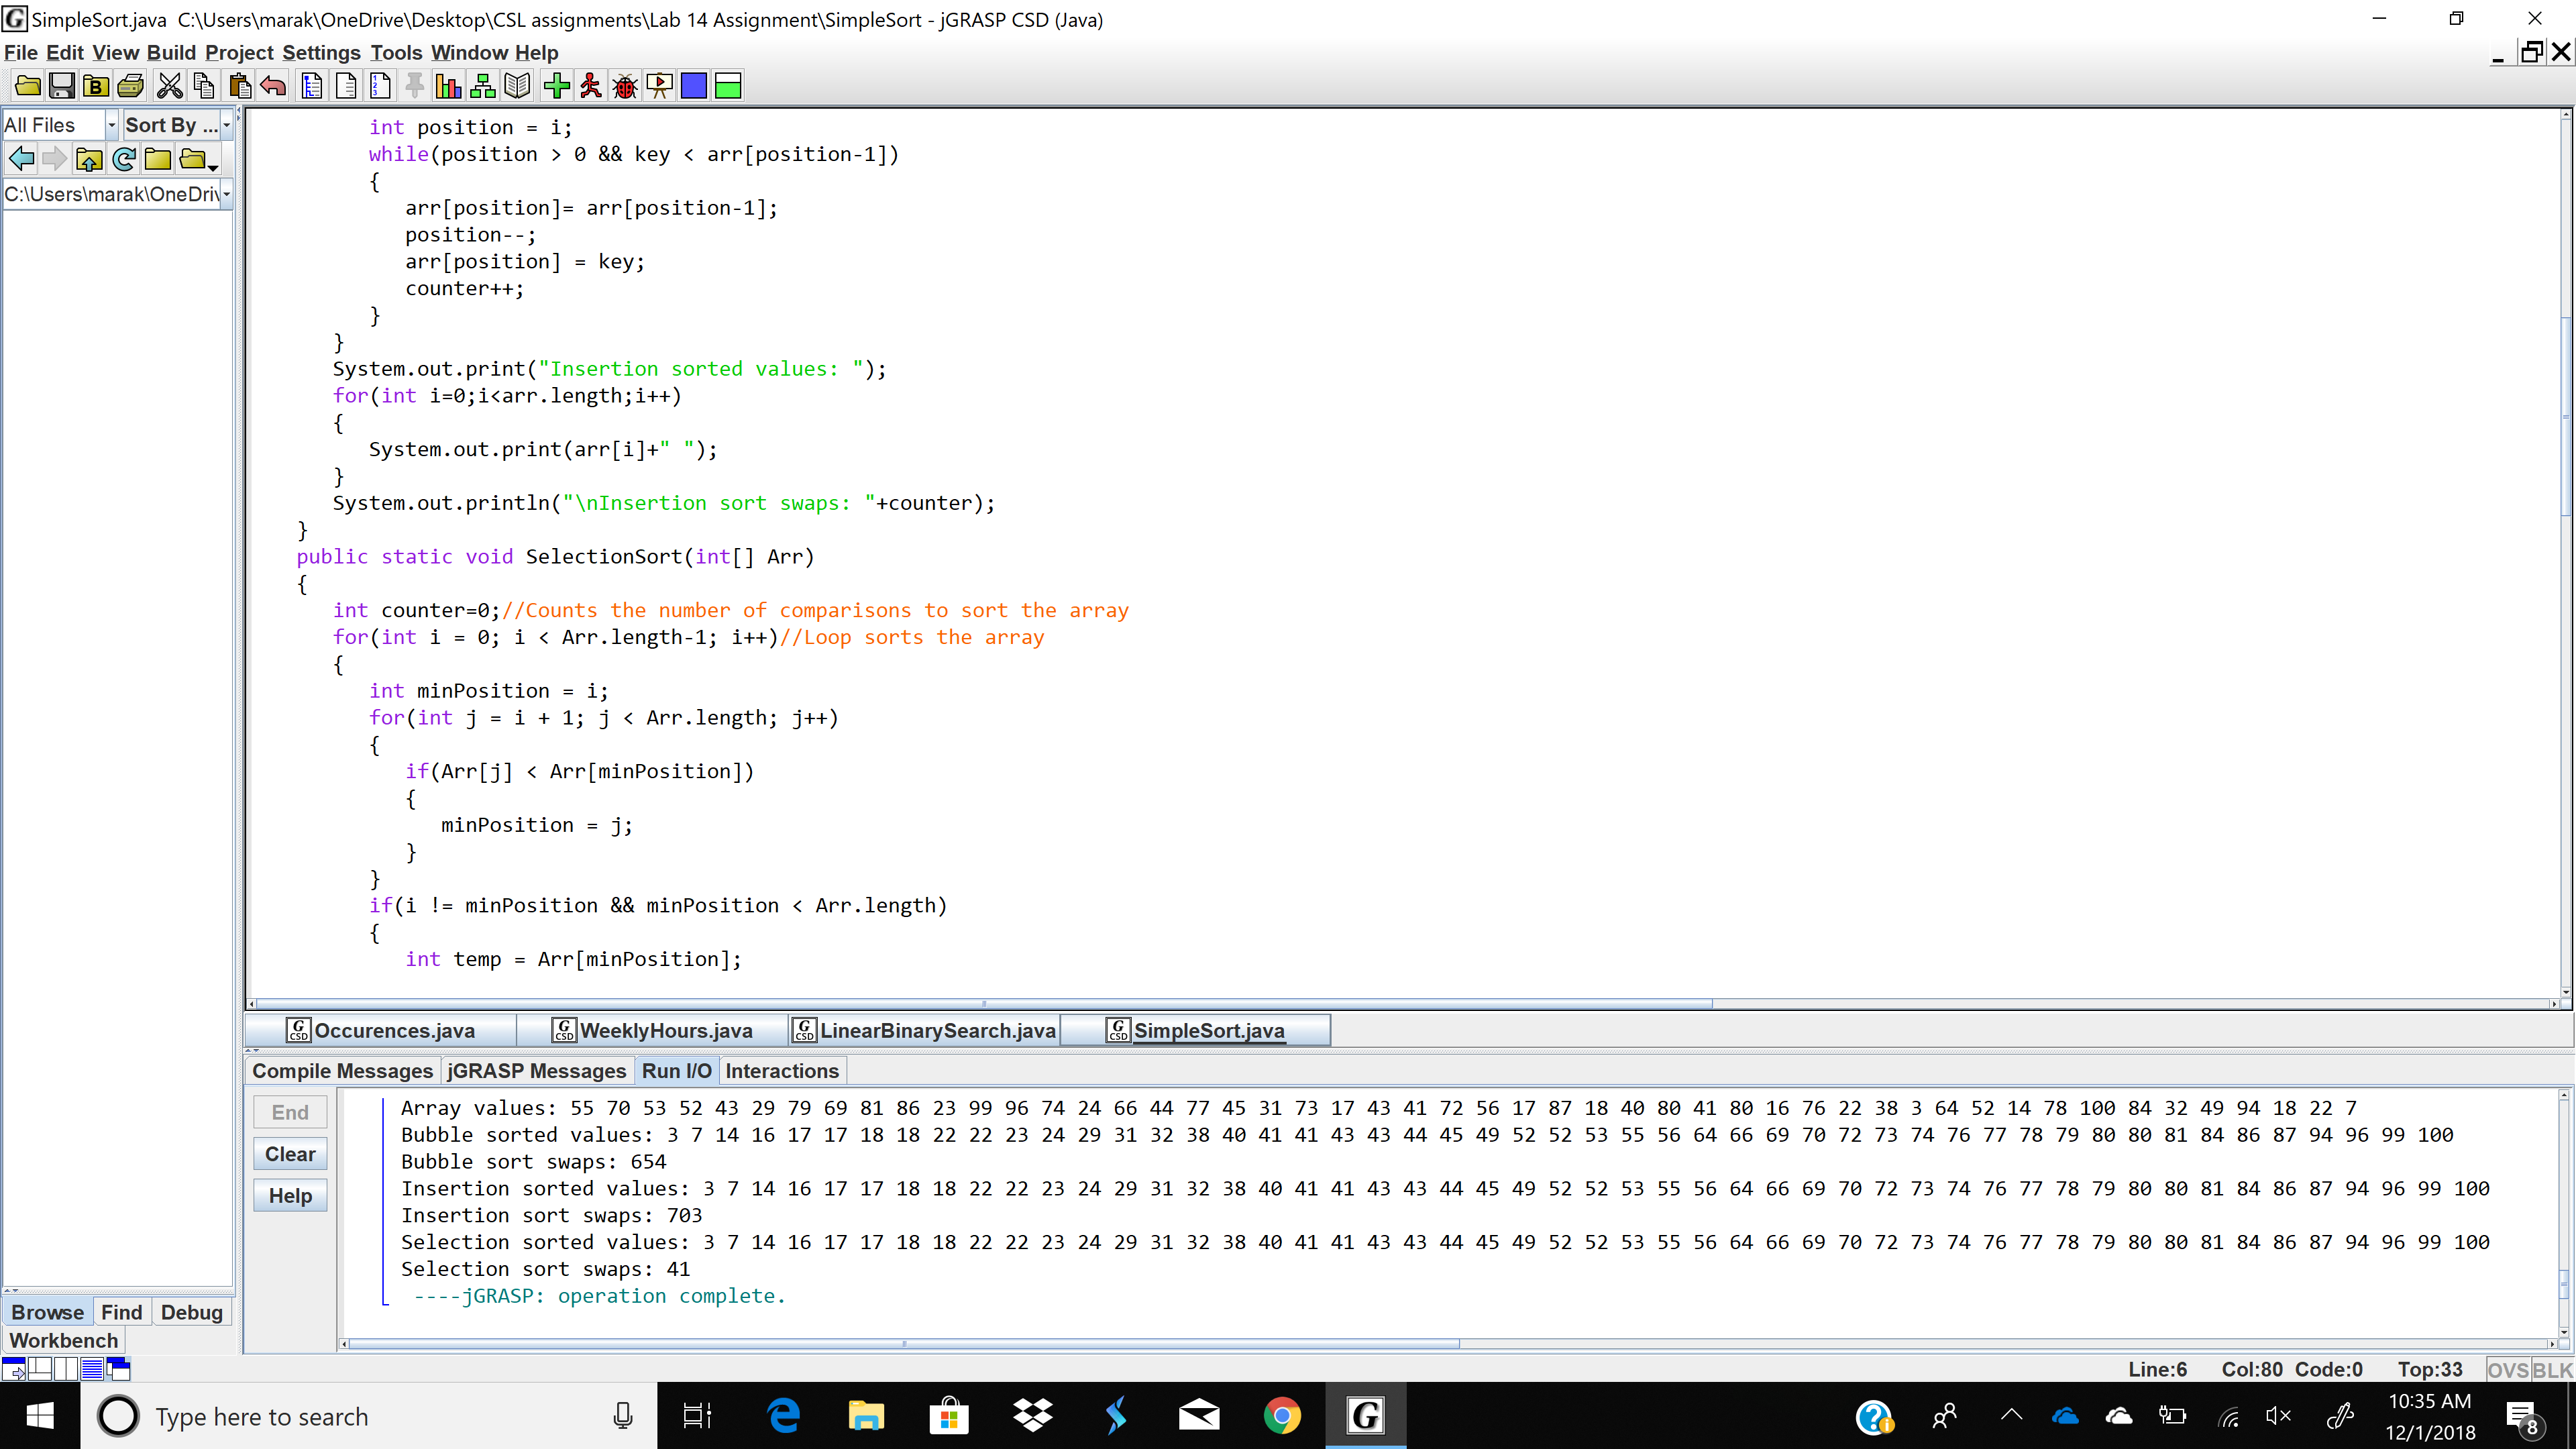 SimpleSort.java  C:\Users\marak\OneDrive\Desktop\CSL assignments\Lab 14 Assignment\SimpleSort - jGRASP CSD (Java)
File Edit View Build Project Settings Tools Window Help
All Files
Sort By ...
C:\Users\marak\OneDriv
int position = i;
while(position > 0 && key < arr[position-1])
{
arr[position]= arr[position-1];
position--;
arr[position] = key;
counter++;
}
}
System.out.print("Insertion sorted values: ");
for(int i=0;i<arr.length;i++)
{
System.out.print(arr[i]+" ");
}
System.out.println("\nInsertion sort swaps: "+counter);
}
public static void SelectionSort(int[] Arr)
{
int counter=0;//Counts the number of comparisons to sort the array
for(int i = 0; i < Arr.length-1; i++)//Loop sorts the array
{
int minPosition = i;
for(int j = i + 1; j < Arr.length; j++)
{
if(Arr[j] < Arr[minPosition])
{
minPosition = j;
}
}
if(i != minPosition && minPosition < Arr.length)
{
int temp = Arr[minPosition];
Occurences.java
WeeklyHours.java
LinearBinarySearch.java
SimpleSort.java
Compile Messages
jGRASP Messages
Run I/O
Interactions
End
Clear
Help
Array values: 55 70 53 52 43 29 79 69 81 86 23 99 96 74 24 66 44 77 45 31 73 17 43 41 72 56 17 87 18 40 80 41 80 16 76 22 38 3 64 52 14 78 100 84 32 49 94 18 22 7
Bubble sorted values: 3 7 14 16 17 17 18 18 22 22 23 24 29 31 32 38 40 41 41 43 43 44 45 49 52 52 53 55 56 64 66 69 70 72 73 74 76 77 78 79 80 80 81 84 86 87 94 96 99 100
Bubble sort swaps: 654
Insertion sorted values: 3 7 14 16 17 17 18 18 22 22 23 24 29 31 32 38 40 41 41 43 43 44 45 49 52 52 53 55 56 64 66 69 70 72 73 74 76 77 78 79 80 80 81 84 86 87 94 96 99 100
Insertion sort swaps: 703
Selection sorted values: 3 7 14 16 17 17 18 18 22 22 23 24 29 31 32 38 40 41 41 43 43 44 45 49 52 52 53 55 56 64 66 69 70 72 73 74 76 77 78 79 80 80 81 84 86 87 94 96 99 100
Selection sort swaps: 41
----jGRASP: operation complete.
Browse
Find
Debug
Workbench
Line:6 Col:80 Code:0 Top:33 OVS BLK
Type here to search
10:35 AM
12/1/2018
8